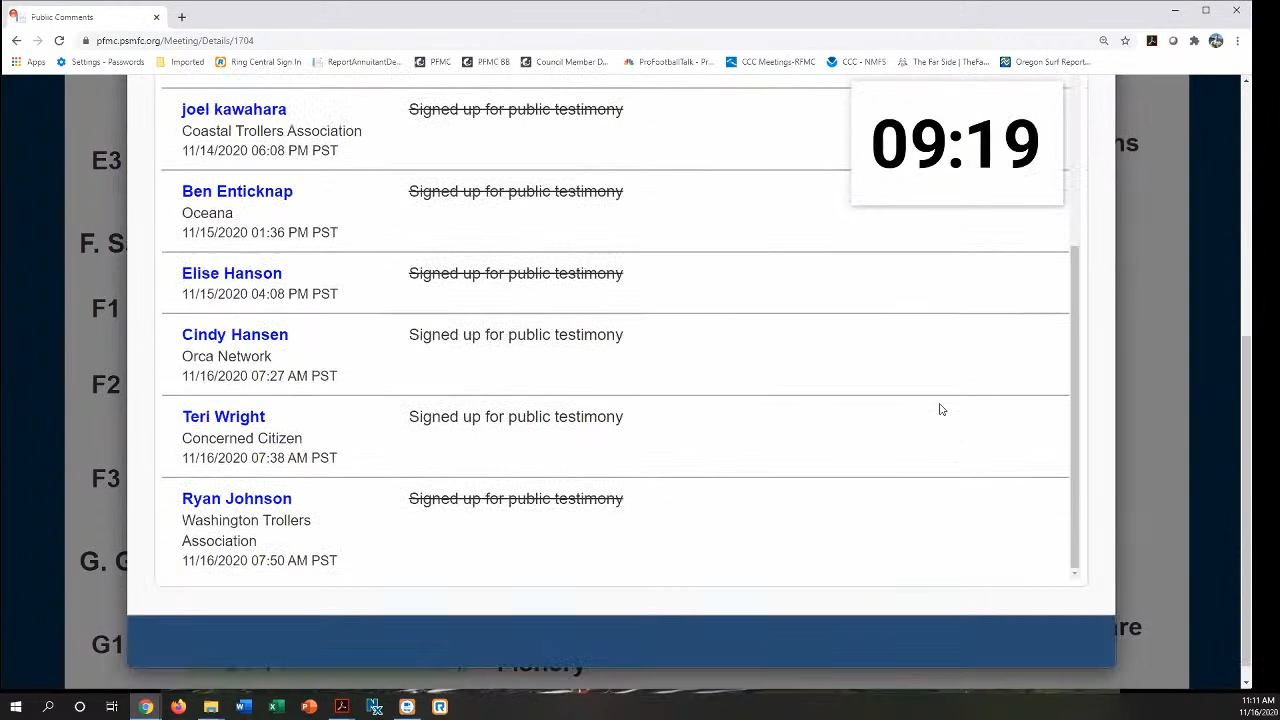 Public Comments
pfmc.psmfc.org/Meeting/Details/1704
Apps Settings - Passwords Imported Ring Central Sign In ReportAnnuitantDe... PFMC PFMC BB Council Member D... ProFootballTalk - Pr... CCC Meetings-RFMC CCC - NMFS The Far Side | TheFa... Oregon Surf Report...
joel kawahara Signed up for public testimony
Coastal Trollers Association
11/14/2020 06:08 PM PST
09:19
E3
Ben Enticknap Signed up for public testimony
Oceana
11/15/2020 01:36 PM PST
F. S
Elise Hanson Signed up for public testimony
11/15/2020 04:08 PM PST
F1
Cindy Hansen Signed up for public testimony
Orca Network
11/16/2020 07:27 AM PST
F2
Teri Wright Signed up for public testimony
Concerned Citizen
11/16/2020 07:38 AM PST
F3
Ryan Johnson Signed up for public testimony
Washington Trollers
Association
11/16/2020 07:50 AM PST
G. G
G1
11:11 AM
11/16/2020